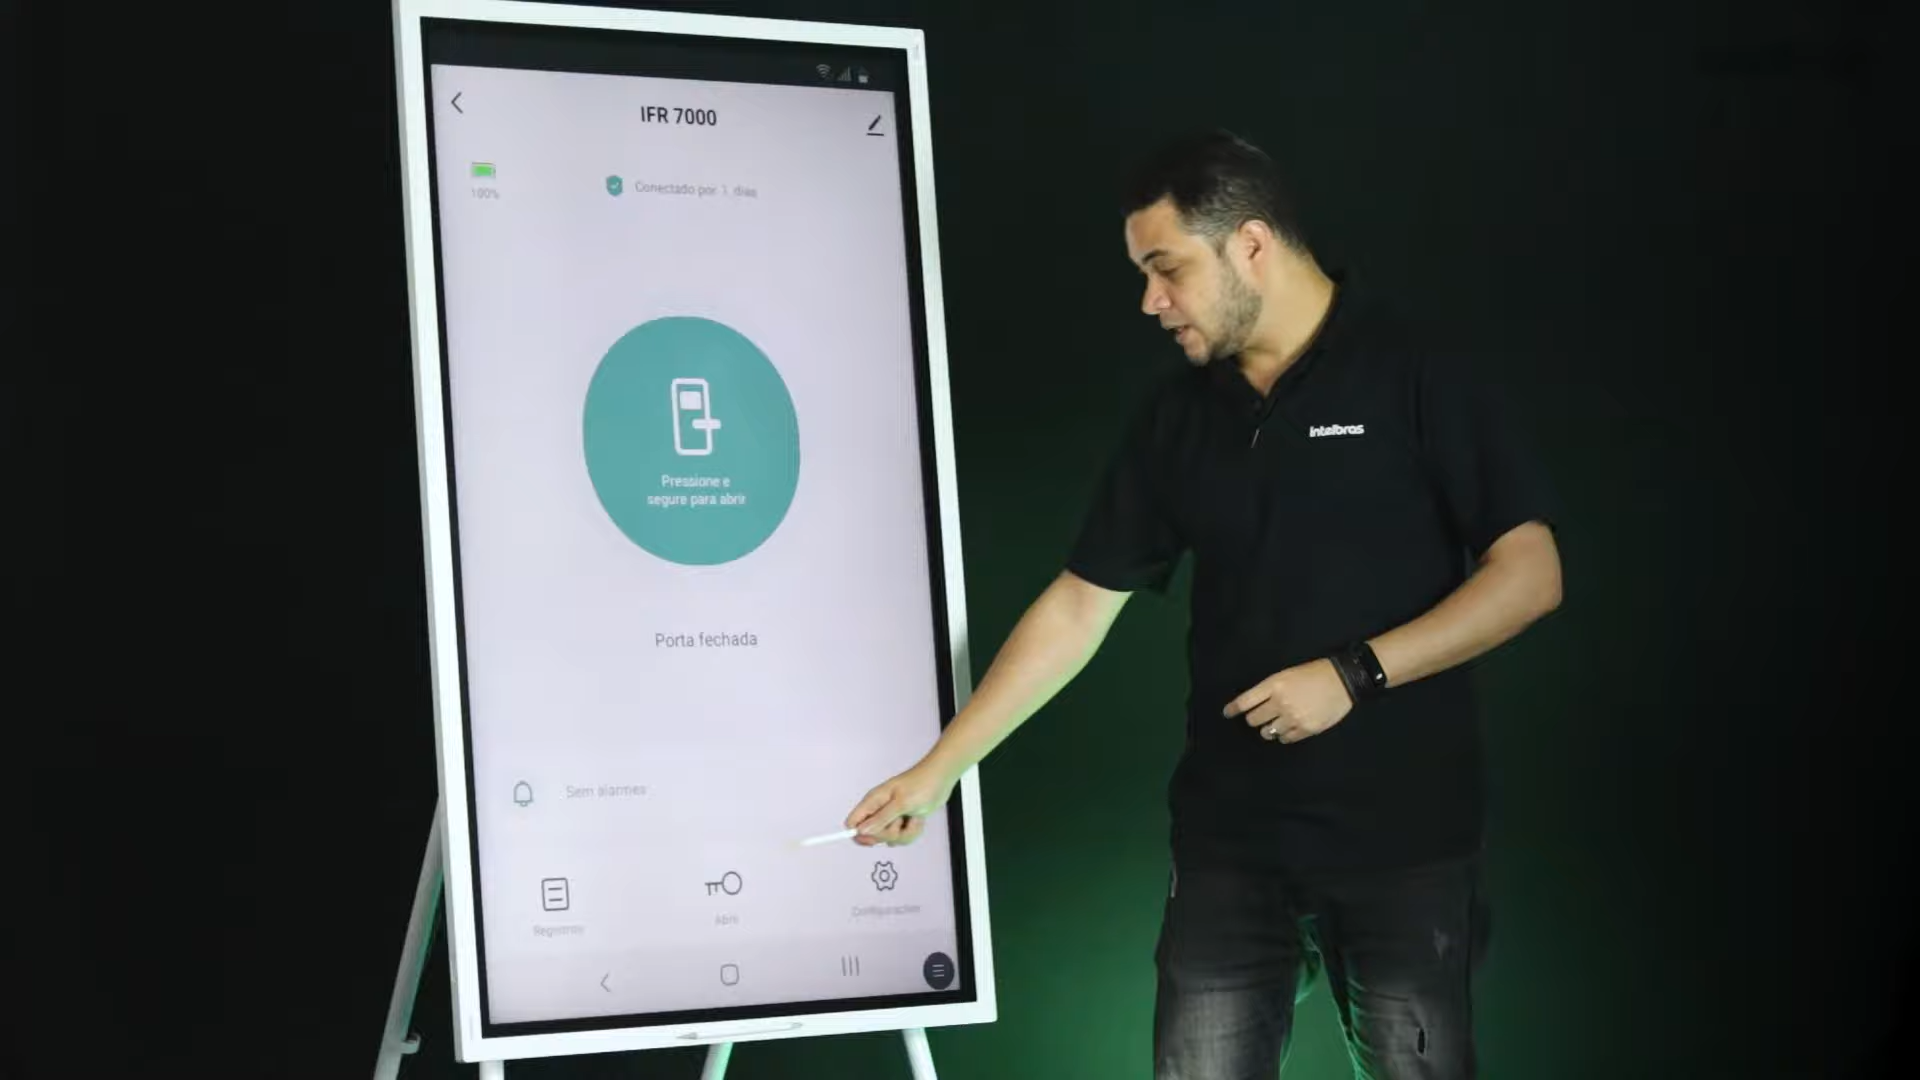 IFR 7000
100%
Conectado por 1 dias
Pressione e
segure para abrir
Porta fechada
Sem alarmes
Registros
Abrir
Configurações
intelbras